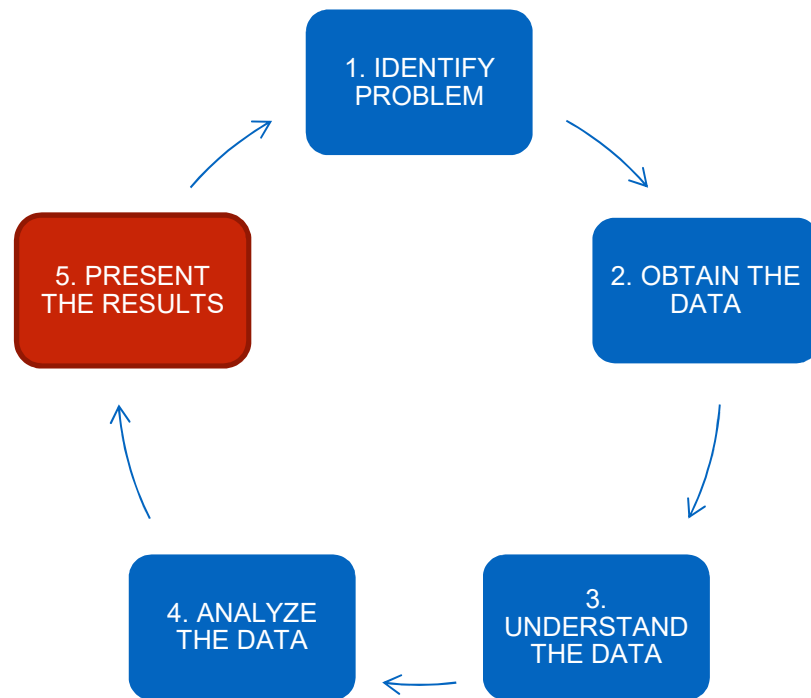 1. IDENTIFY
PROBLEM
2. OBTAIN THE
DATA
3.
UNDERSTAND
THE DATA
4. ANALYZE
THE DATA
5. PRESENT
THE RESULTS